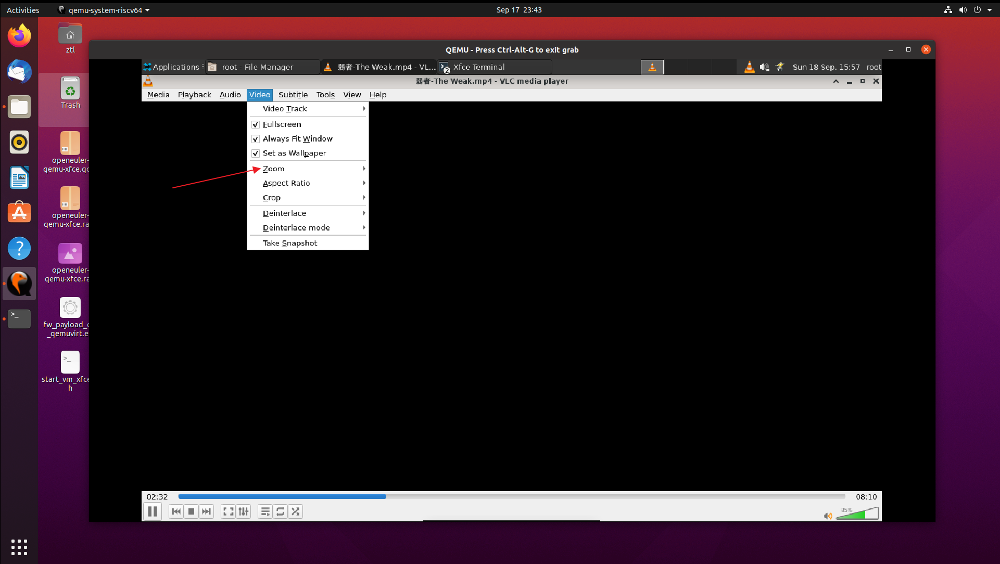 Activities
qemu-system-riscv64
Sep 17 23:43
ztl
Trash
openeuler-
qemu-xfce.qc
openeuler-
qemu-xfce.ra
openeuler-
qemu-xfce.ra
fw_payload_o
_qemuvirt.e
start_vm_xfce
h
QEMU - Press Ctrl-Alt-G to exit grab
Applications
root - File Manager
弱者-The Weak.mp4 - VL...
2
Xfce Terminal
Sun 18 Sep, 15:57
root
弱者-The Weak.mp4 - VLC media player
Media Playback Audio Video Subtitle Tools View Help
Video Track
Fullscreen
Always Fit Window
Set as Wallpaper
Zoom
Aspect Ratio
Crop
Deinterlace
Deinterlace mode
Take Snapshot
02:32
08:10
85%